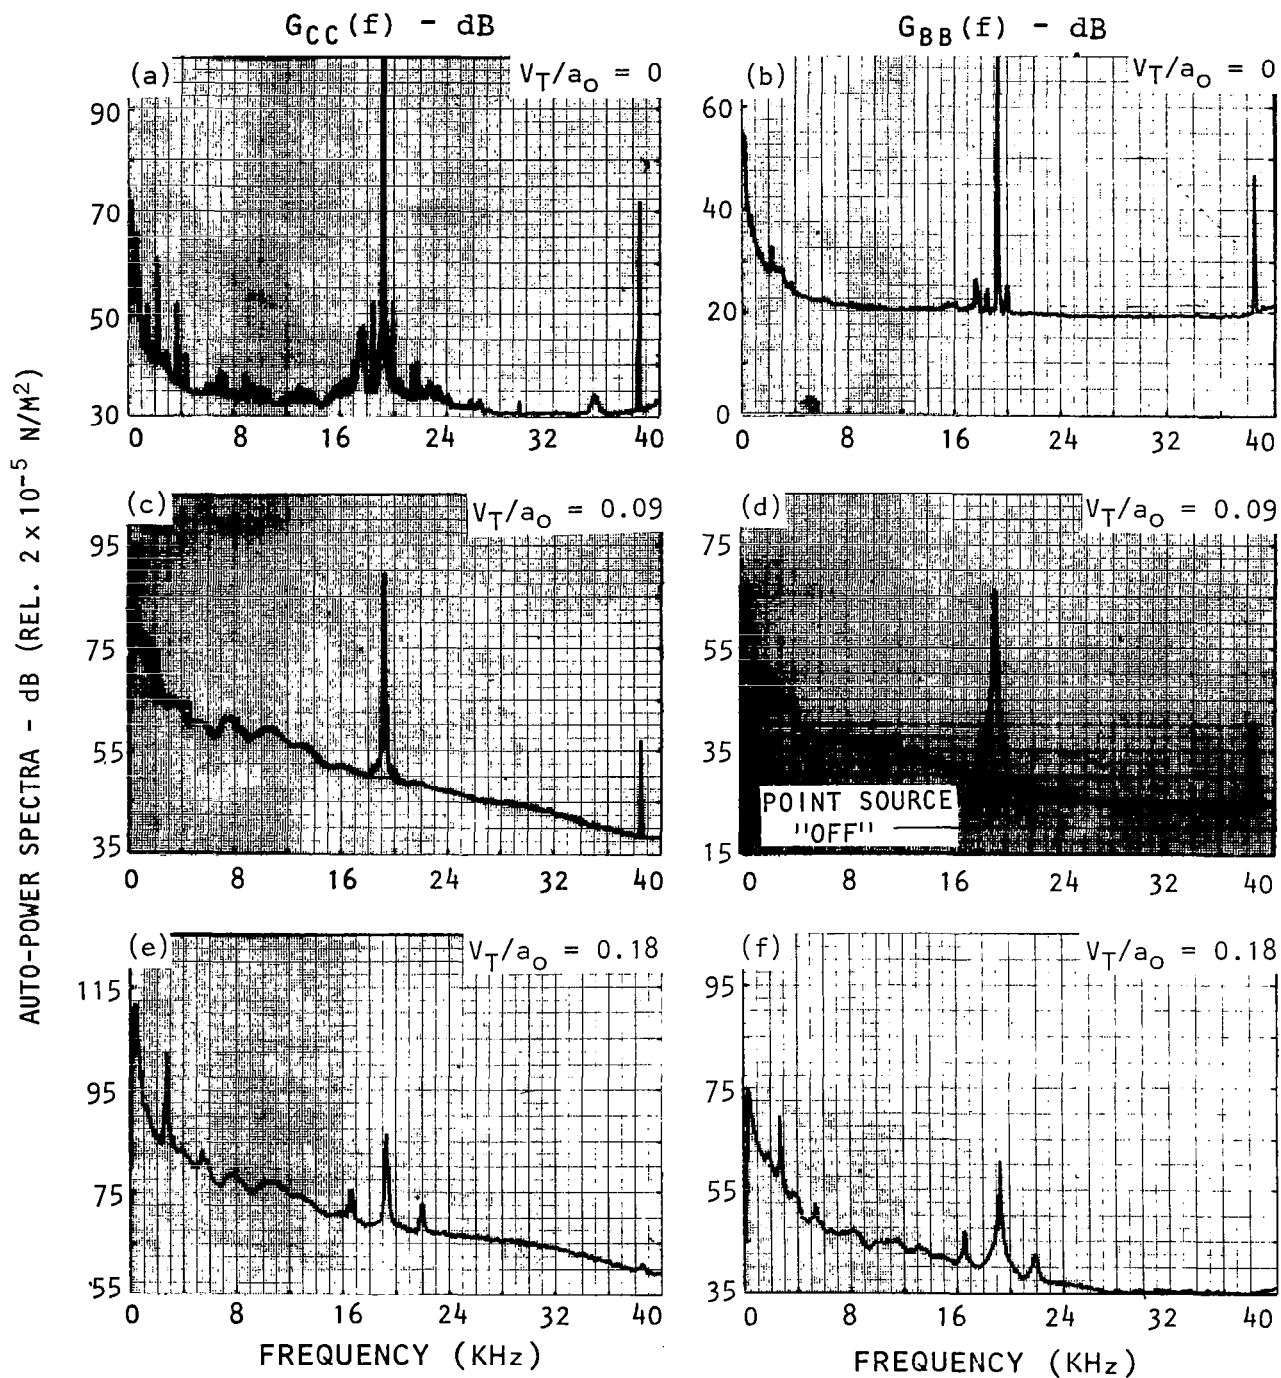 G_CC(f) - dB
G_BB(f) - dB
AUTO-POWER SPECTRA - dB (REL. 2 x 10⁻⁵ N/M²)
(a)
V_T/a_o = 0
90
70
50
30
0 8 16 24 32 40
(b)
V_T/a_o = 0
60
40
20
0
0 8 16 24 32 40
(c)
V_T/a_o = 0.09
95
75
55
35
0 8 16 24 32 40
(d)
V_T/a_o = 0.09
75
55
35
15
POINT SOURCE
"OFF"
0 8 16 24 32 40
(e)
V_T/a_o = 0.18
115
95
75
55
0 8 16 24 32 40
FREQUENCY (KHz)
(f)
V_T/a_o = 0.18
95
75
55
35
0 8 16 24 32 40
FREQUENCY (KHz)